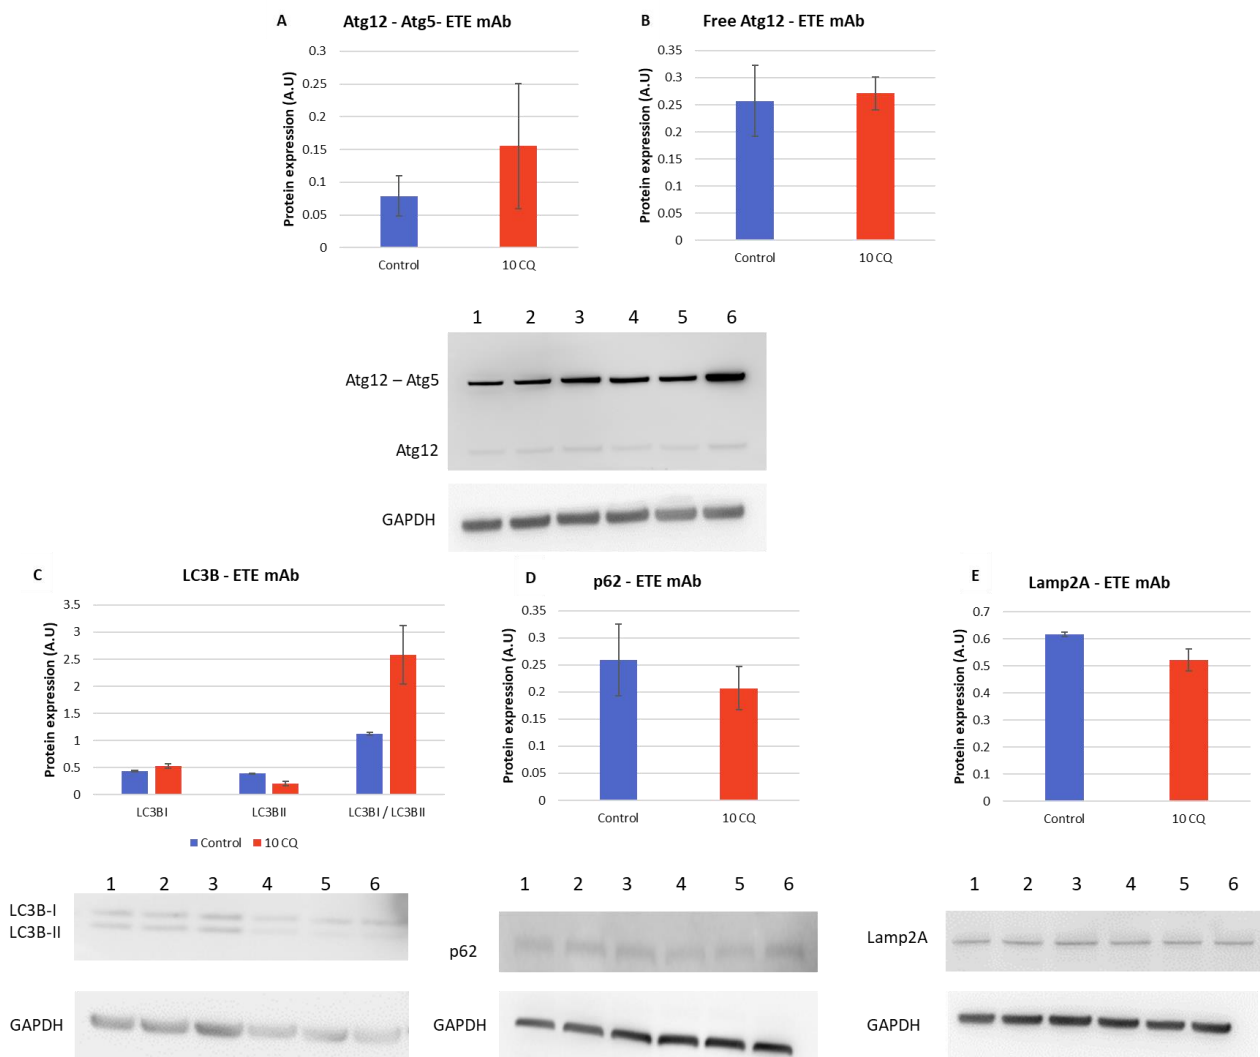 A
Atg12 - Atg5- ETE mAb
Protein expression (A.U)
0.3
0.25
0.2
0.15
0.1
0.05
0
Control
10 CQ
B
Free Atg12 - ETE mAb
Protein expression (A.U)
0.35
0.3
0.25
0.2
0.15
0.1
0.05
0
Control
10 CQ
1 2 3 4 5 6
Atg12 – Atg5
Atg12
GAPDH
C
LC3B - ETE mAb
Protein expression (A.U)
3.5
3
2.5
2
1.5
1
0.5
0
LC3BI
LC3BII
LC3BI / LC3BII
Control
10 CQ
1 2 3 4 5 6
LC3B-I
LC3B-II
GAPDH
D
p62 - ETE mAb
Protein expression (A.U)
0.35
0.3
0.25
0.2
0.15
0.1
0.05
0
Control
10 CQ
1 2 3 4 5 6
p62
GAPDH
E
Lamp2A - ETE mAb
Protein expression (A.U)
0.7
0.6
0.5
0.4
0.3
0.2
0.1
0
Control
10 CQ
1 2 3 4 5 6
Lamp2A
GAPDH